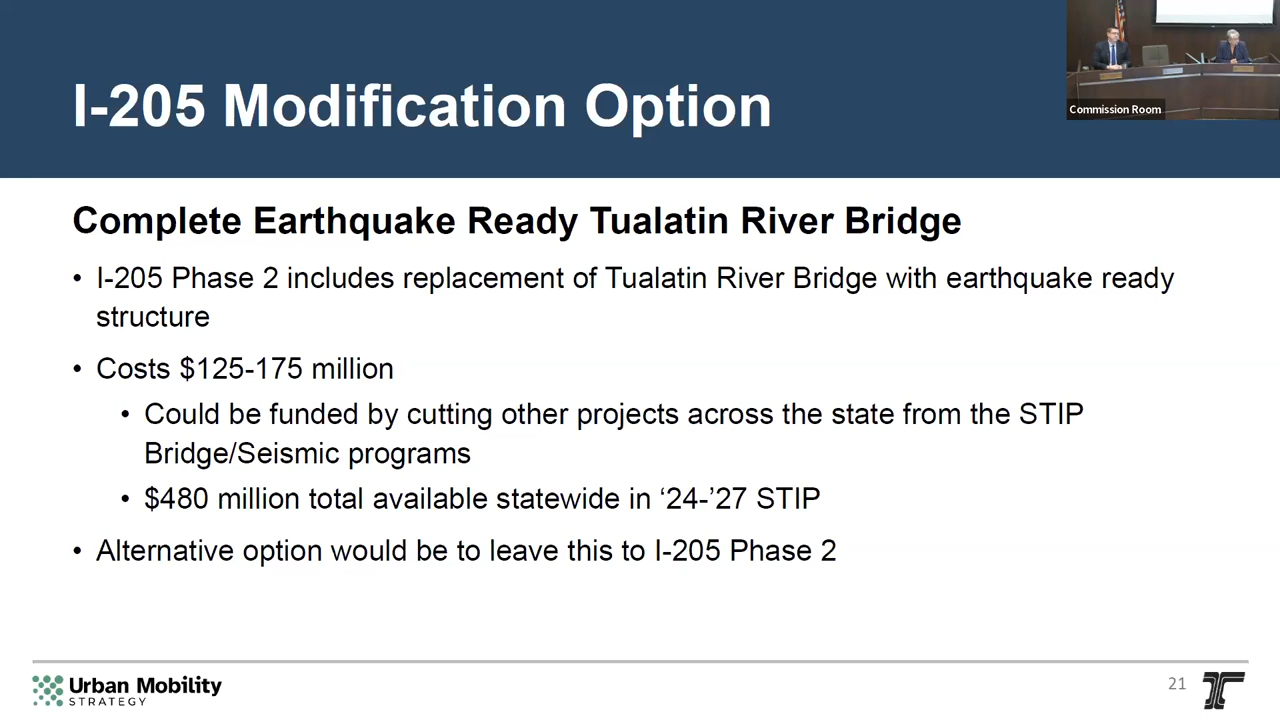 I-205 Modification Option
Commission Room
Complete Earthquake Ready Tualatin River Bridge
• I-205 Phase 2 includes replacement of Tualatin River Bridge with earthquake ready
structure
• Costs $125-175 million
• Could be funded by cutting other projects across the state from the STIP
Bridge/Seismic programs
• $480 million total available statewide in ‘24-’27 STIP
• Alternative option would be to leave this to I-205 Phase 2
Urban Mobility
STRATEGY
21